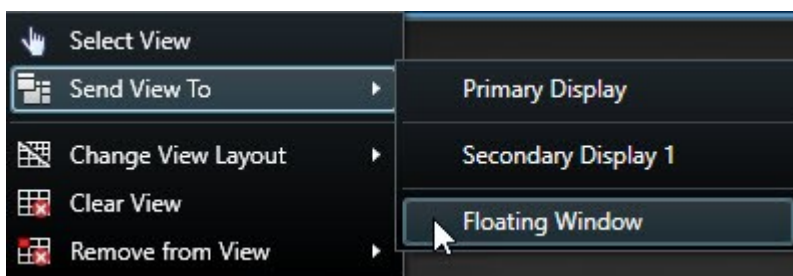 Select View
Send View To
Primary Display
Change View Layout
Secondary Display 1
Clear View
Floating Window
Remove from View